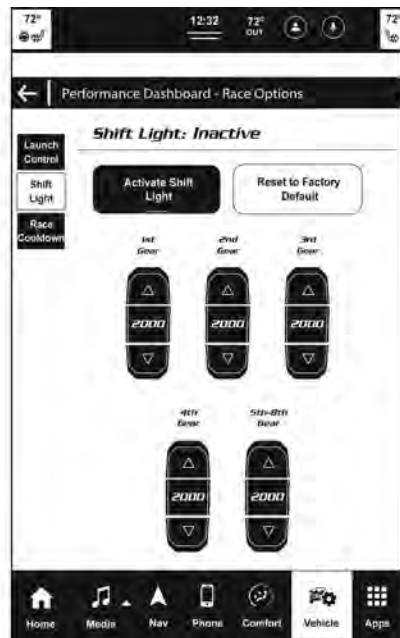 72°
12:32
72°
OUT
72°
Performance Dashboard - Race Options
Launch
Control
Shift
Light
Race
Cooldown
Shift Light: Inactive
Activate Shift
Light
Reset to Factory
Default
1st
Gear
2nd
Gear
3rd
Gear
2000
2000
2000
4th
Gear
5th-8th
Gear
2000
2000
Home
Media
Nav
Phone
Comfort
Vehicle
Apps